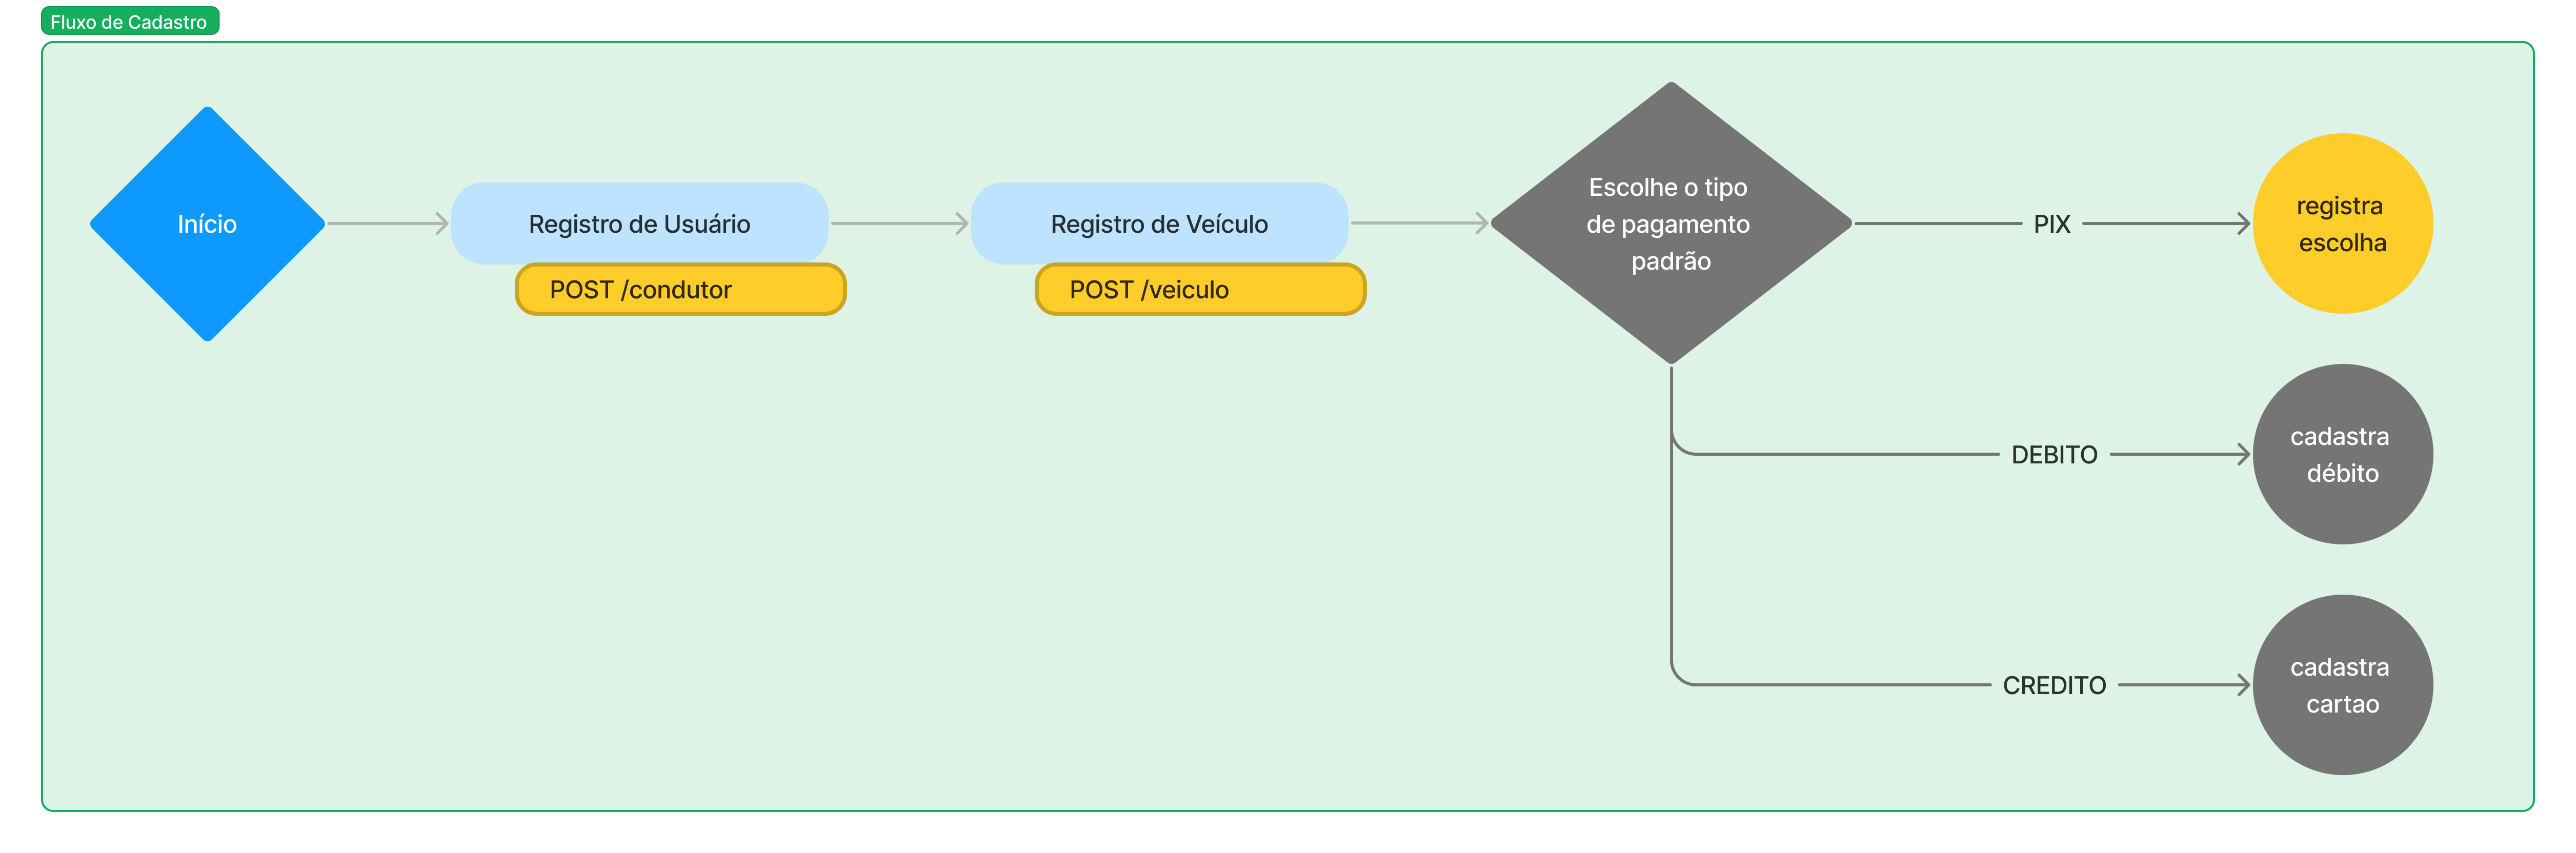 Fluxo de Cadastro
Início
Registro de Usuário
POST /condutor
Registro de Veículo
POST /veiculo
Escolhe o tipo
de pagamento
padrão
PIX
registra
escolha
DEBITO
cadastra
débito
CREDITO
cadastra
cartao